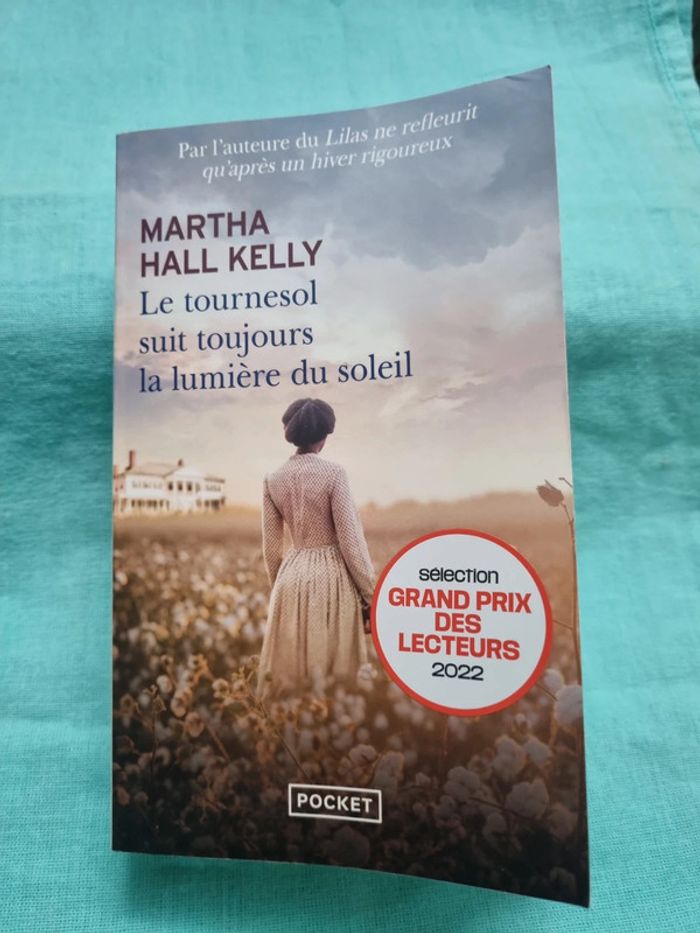 Par l'auteure du Lilas ne refleurit
qu'après un hiver rigoureux
MARTHA
HALL KELLY
Le tournesol
suit toujours
la lumière du soleil
sélection
GRAND PRIX
DES
LECTEURS
2022
POCKET